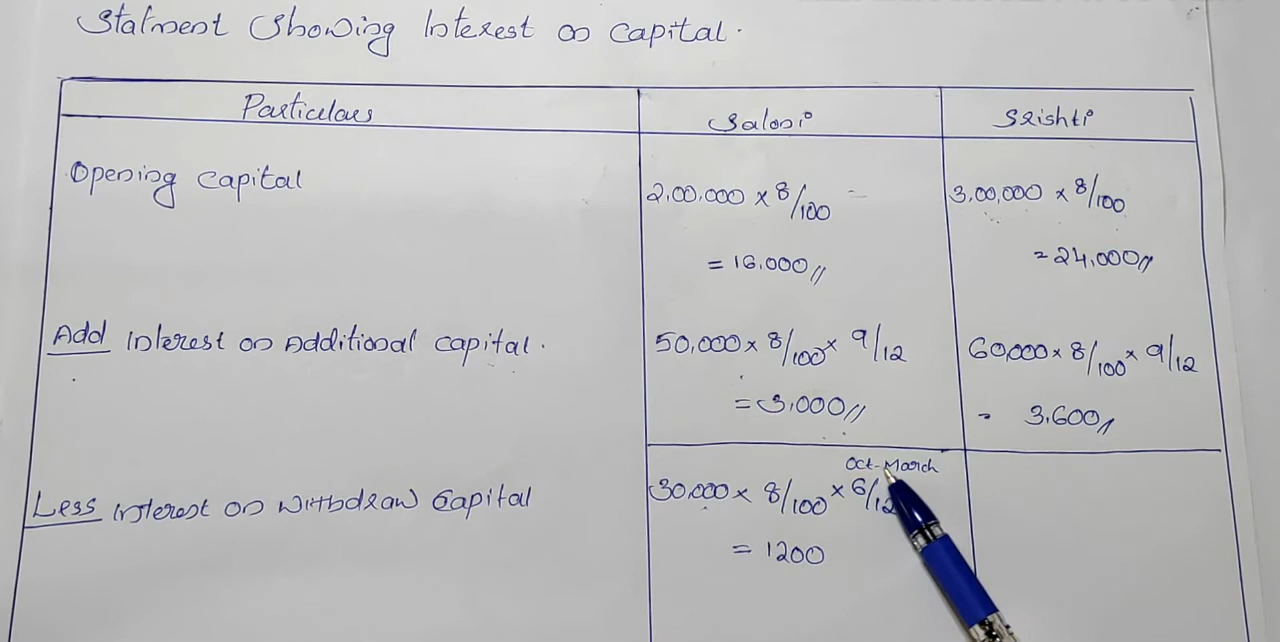 Statment Showing Interest on Capital.
Particulars Saloni Srishti
Opening Capital
2,00,000 × 8/100 3,00,000 × 8/100
= 16,000// = 24,000//
Add interest on Additional capital.
50,000 × 8/100 × 9/12 60,000 × 8/100 × 9/12
= 3,000// = 3,600//
Oct-March
Less interest on withdraw Capital 30,000 × 8/100 × 6/12
= 1200